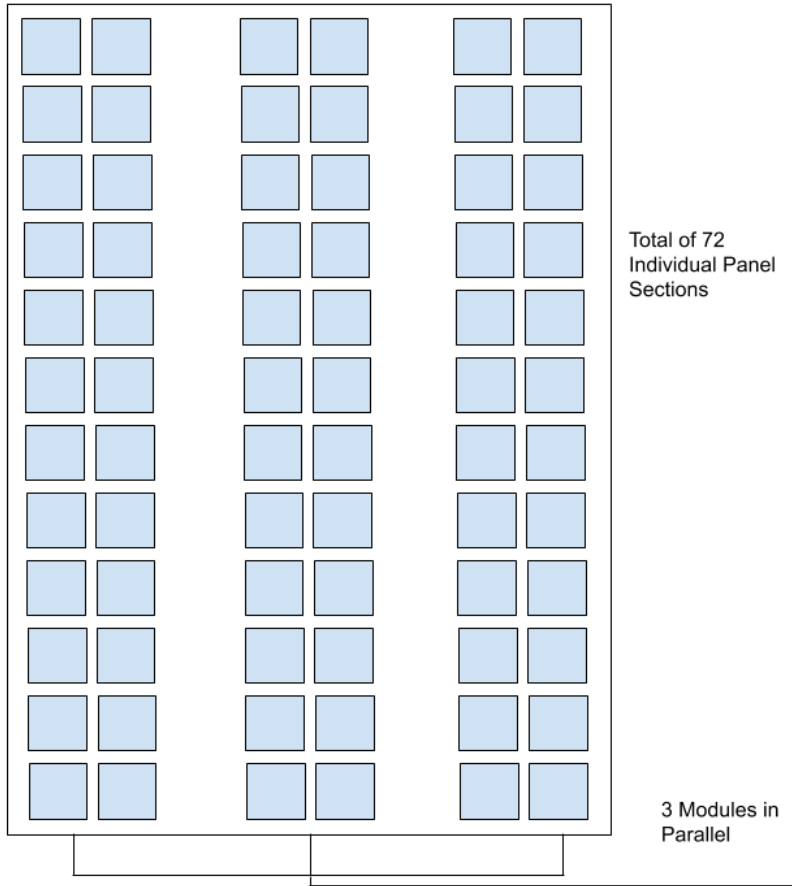 Total of 72
Individual Panel
Sections
3 Modules in
Parallel